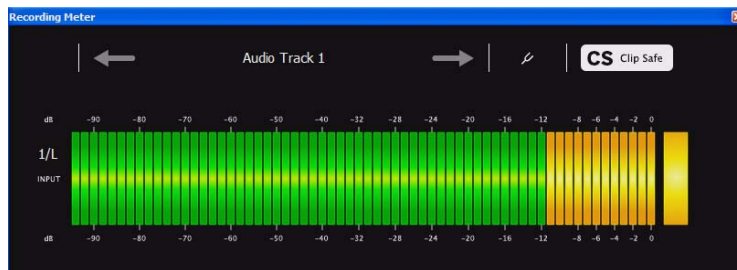 Recording Meter
Audio Track 1
CS Clip Safe
dB -90 -80 -70 -60 -50 -40 -32 -28 -24 -20 -16 -12 -8 -6 -4 -2 0
1/L
INPUT
dB -90 -80 -70 -60 -50 -40 -32 -28 -24 -20 -16 -12 -8 -6 -4 -2 0